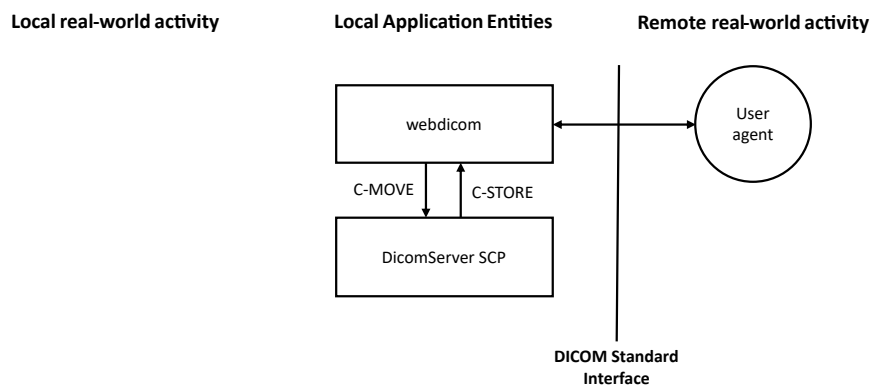 Local real-world activity
Local Application Entities
Remote real-world activity
webdicom
User
agent
C-MOVE
C-STORE
DicomServer SCP
DICOM Standard
Interface